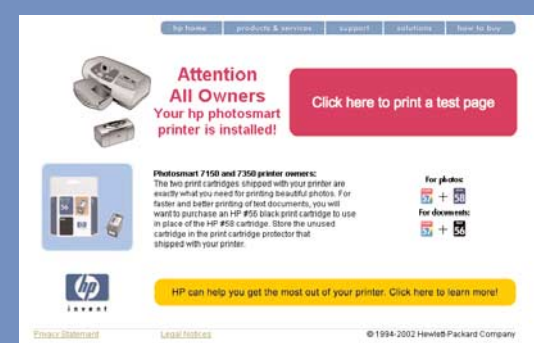 hp home products & services support solutions how to buy
Attention
All Owners
Your hp photosmart
printer is installed!
Click here to print a test page
Photosmart 7150 and 7350 printer owners:
The two print cartridges shipped with your printer are
exactly what you need for printing beautiful photos. For
faster and better printing of text documents, you will
want to purchase an HP #56 black print cartridge to use
in place of the HP #58 cartridge. Store the unused
cartridge in the print cartridge protector that
shipped with your printer.
For photos:
57 + 58
For documents:
57 + 56
hp
invent
HP can help you get the most out of your printer. Click here to learn more!
Privacy Statement Legal Notices © 1994-2002 Hewlett-Packard Company